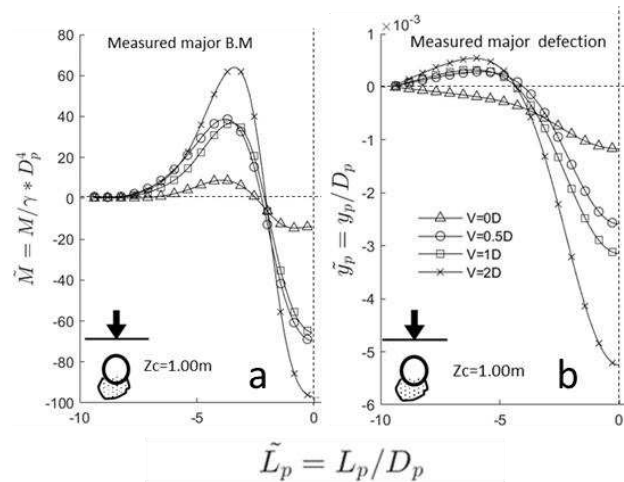 Measured major B.M
80
60
40
20
0
-20
-40
-60
-80
-100
-10
-5
0
M̃ = M/γ * D_p^4
Zc=1.00m
a
×10^-3
Measured major defection
1
0
-1
-2
-3
-4
-5
-6
-10
-5
0
ỹ_p = y_p/D_p
V=0D
V=0.5D
V=1D
V=2D
Zc=1.00m
b
L̃_p = L_p/D_p